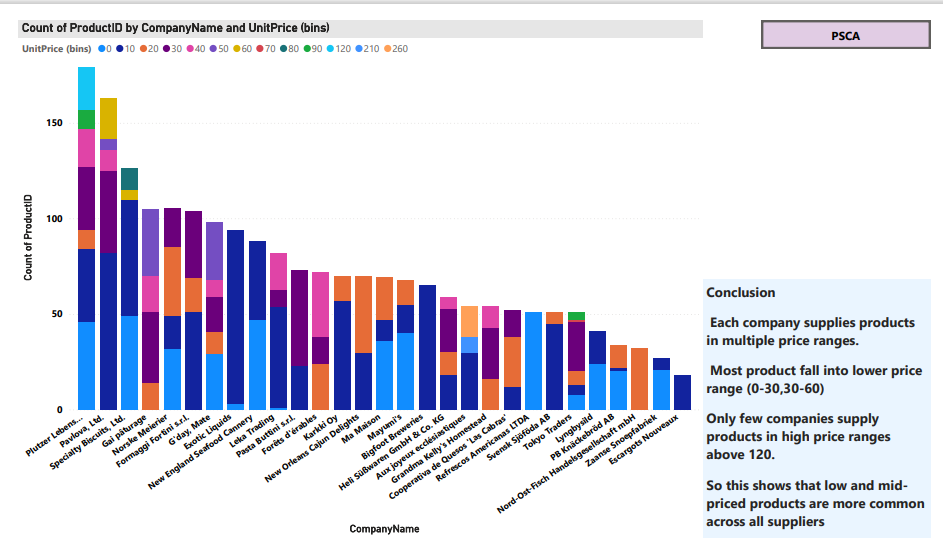 Count of ProductID by CompanyName and UnitPrice (bins)
PSCA
UnitPrice (bins) 0 10 20 30 40 50 60 70 80 90 120 210 260
Count of ProductID
150
100
50
0
Plutzer Lebens...
Pavlova, Ltd.
Specialty Biscuits, Ltd.
Gai pâturage
Norske Meierier
Formaggi Fortini s.r.l.
G'day, Mate
Exotic Liquids
New England Seafood Cannery
Leka Trading
Pasta Buttini s.r.l.
Forêts d'érables
Karkki Oy
New Orleans Cajun Delights
Ma Maison
Mayumi's
Bigfoot Breweries
Heli Süßwaren GmbH & Co. KG
Aux joyeux ecclésiastiques
Grandma Kelly's Homestead
Cooperativa de Quesos 'Las Cabras'
Refrescos Americanas LTDA
Svensk Sjöföda AB
Tokyo Traders
Lyngbysild
PB Knäckebröd AB
Nord-Ost-Fisch Handelsgesellschaft mbH
Zaanse Snoepfabriek
Escargots Nouveaux
CompanyName
Conclusion
Each company supplies products
in multiple price ranges.
Most product fall into lower price
range (0-30,30-60)
Only few companies supply
products in high price ranges
above 120.
So this shows that low and mid-
priced products are more common
across all suppliers